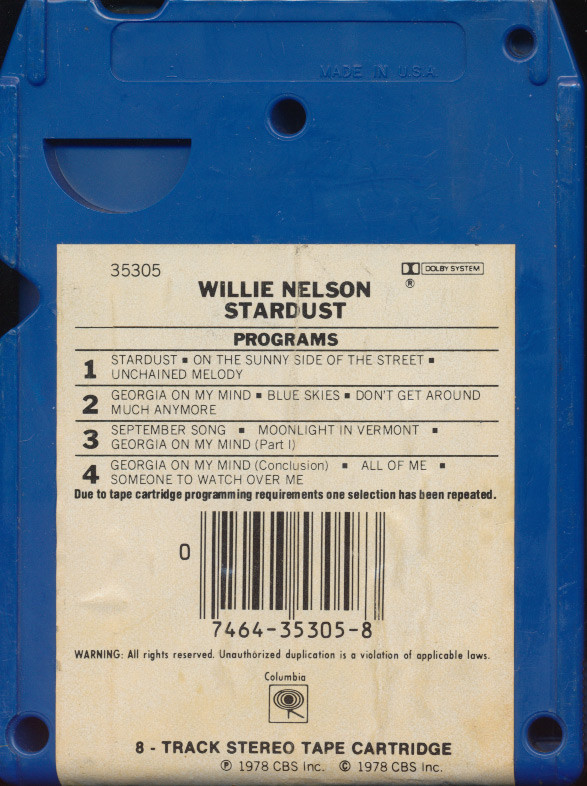 1 MADE IN U.S.A.
35305 DOLBY SYSTEM
®
WILLIE NELSON
STARDUST
PROGRAMS
1 STARDUST ▪ ON THE SUNNY SIDE OF THE STREET ▪
UNCHAINED MELODY
2 GEORGIA ON MY MIND ▪ BLUE SKIES ▪ DON'T GET AROUND
MUCH ANYMORE
3 SEPTEMBER SONG ▪ MOONLIGHT IN VERMONT ▪
GEORGIA ON MY MIND (Part I)
4 GEORGIA ON MY MIND (Conclusion) ▪ ALL OF ME ▪
SOMEONE TO WATCH OVER ME
Due to tape cartridge programming requirements one selection has been repeated.
0
7464-35305-8
WARNING: All rights reserved. Unauthorized duplication is a violation of applicable laws.
Columbia
8 - TRACK STEREO TAPE CARTRIDGE
℗ 1978 CBS Inc. © 1978 CBS Inc.